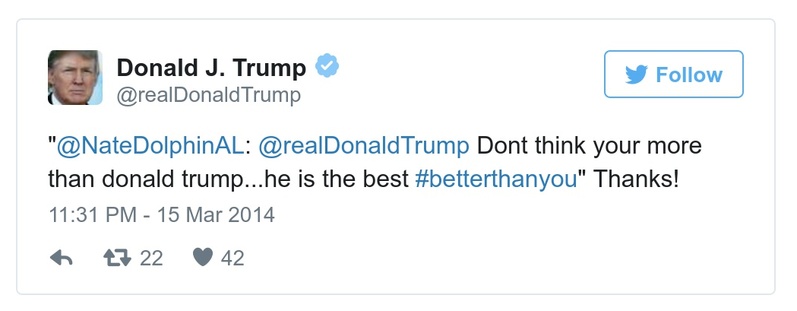 Donald J. Trump
@realDonaldTrump
Follow
"@NateDolphinAL: @realDonaldTrump Dont think your more
than donald trump...he is the best #betterthanyou" Thanks!
11:31 PM - 15 Mar 2014
22 42